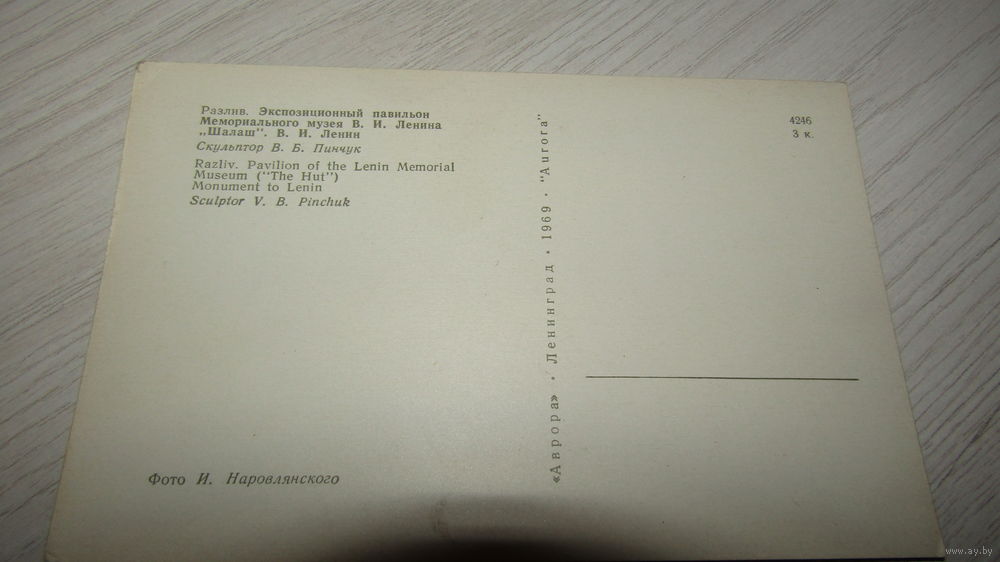 Разлив. Экспозиционный павильон
Мемориального музея В. И. Ленина
„Шалаш". В. И. Ленин
Скульптор В. Б. Пинчук
Razliv. Pavilion of the Lenin Memorial
Museum ("The Hut")
Monument to Lenin
Sculptor V. B. Pinchuk
Фото И. Наровлянского
«Аврора» · Ленинград · 1969 · "Aurora"
4246
3 к.
www.ay.by